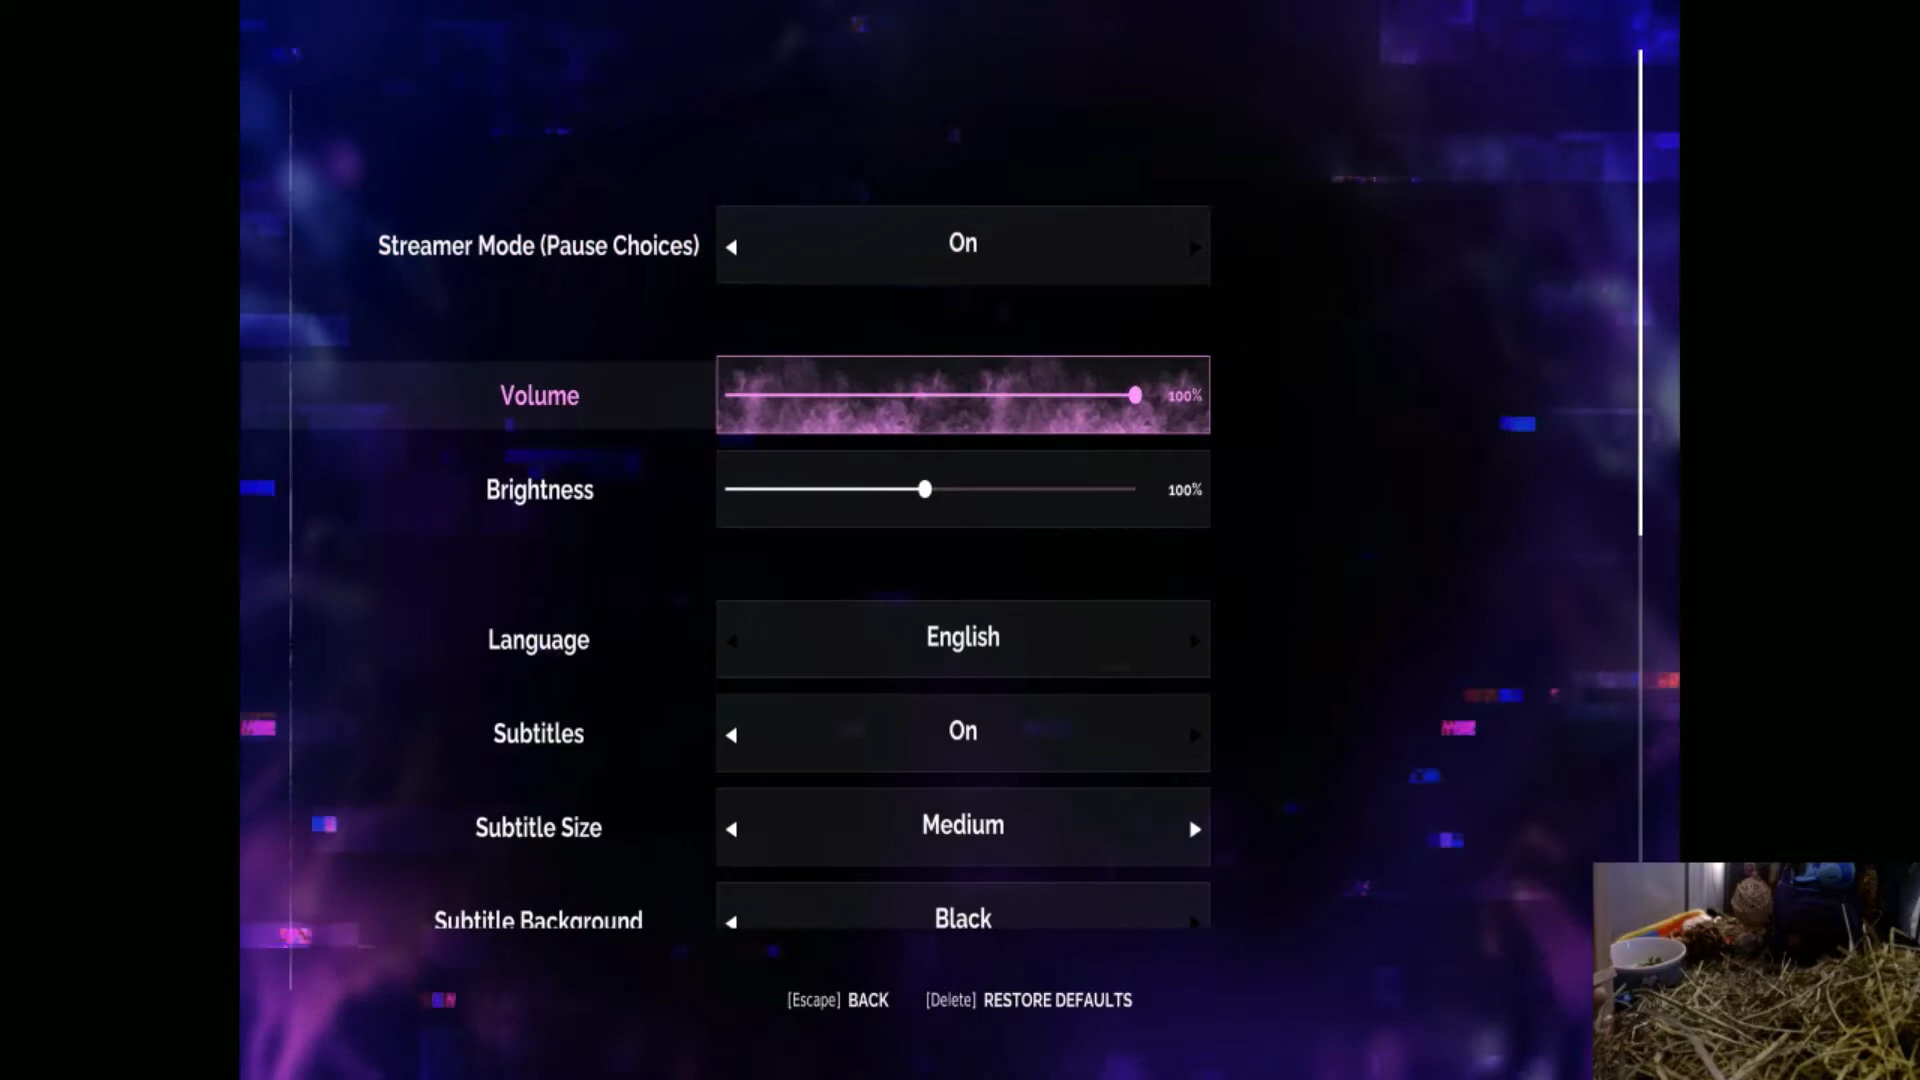 Streamer Mode (Pause Choices) On
Volume 100%
Brightness 100%
Language English
Subtitles On
Subtitle Size Medium
Subtitle Background Black
[Escape] BACK [Delete] RESTORE DEFAULTS